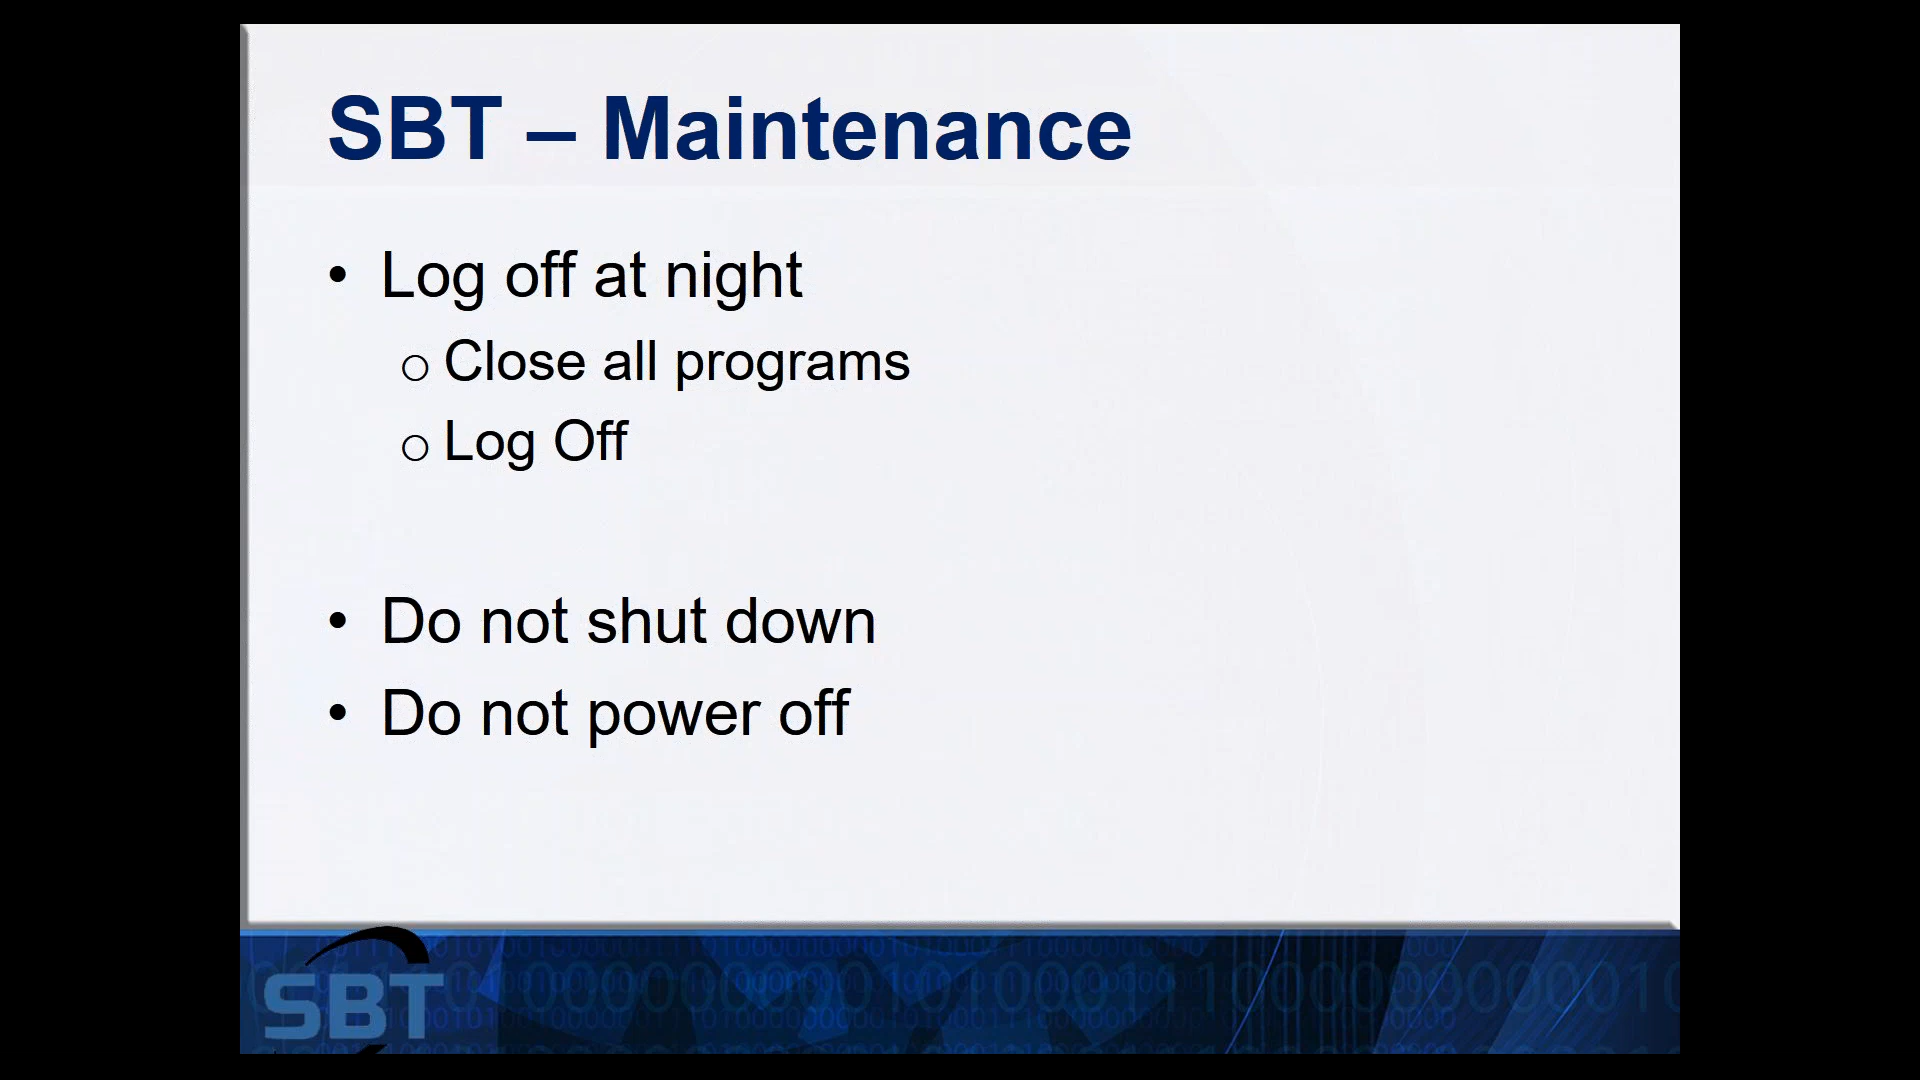 SBT – Maintenance
• Log off at night
o Close all programs
o Log Off
• Do not shut down
• Do not power off
SBT